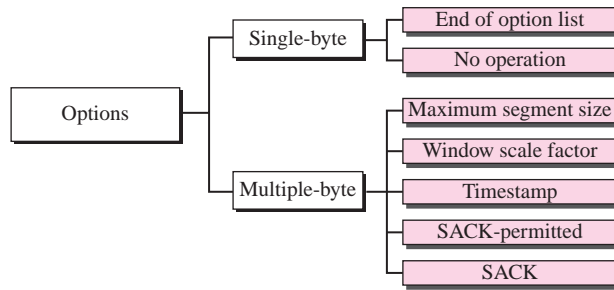 Options
Single-byte
End of option list
No operation
Multiple-byte
Maximum segment size
Window scale factor
Timestamp
SACK-permitted
SACK